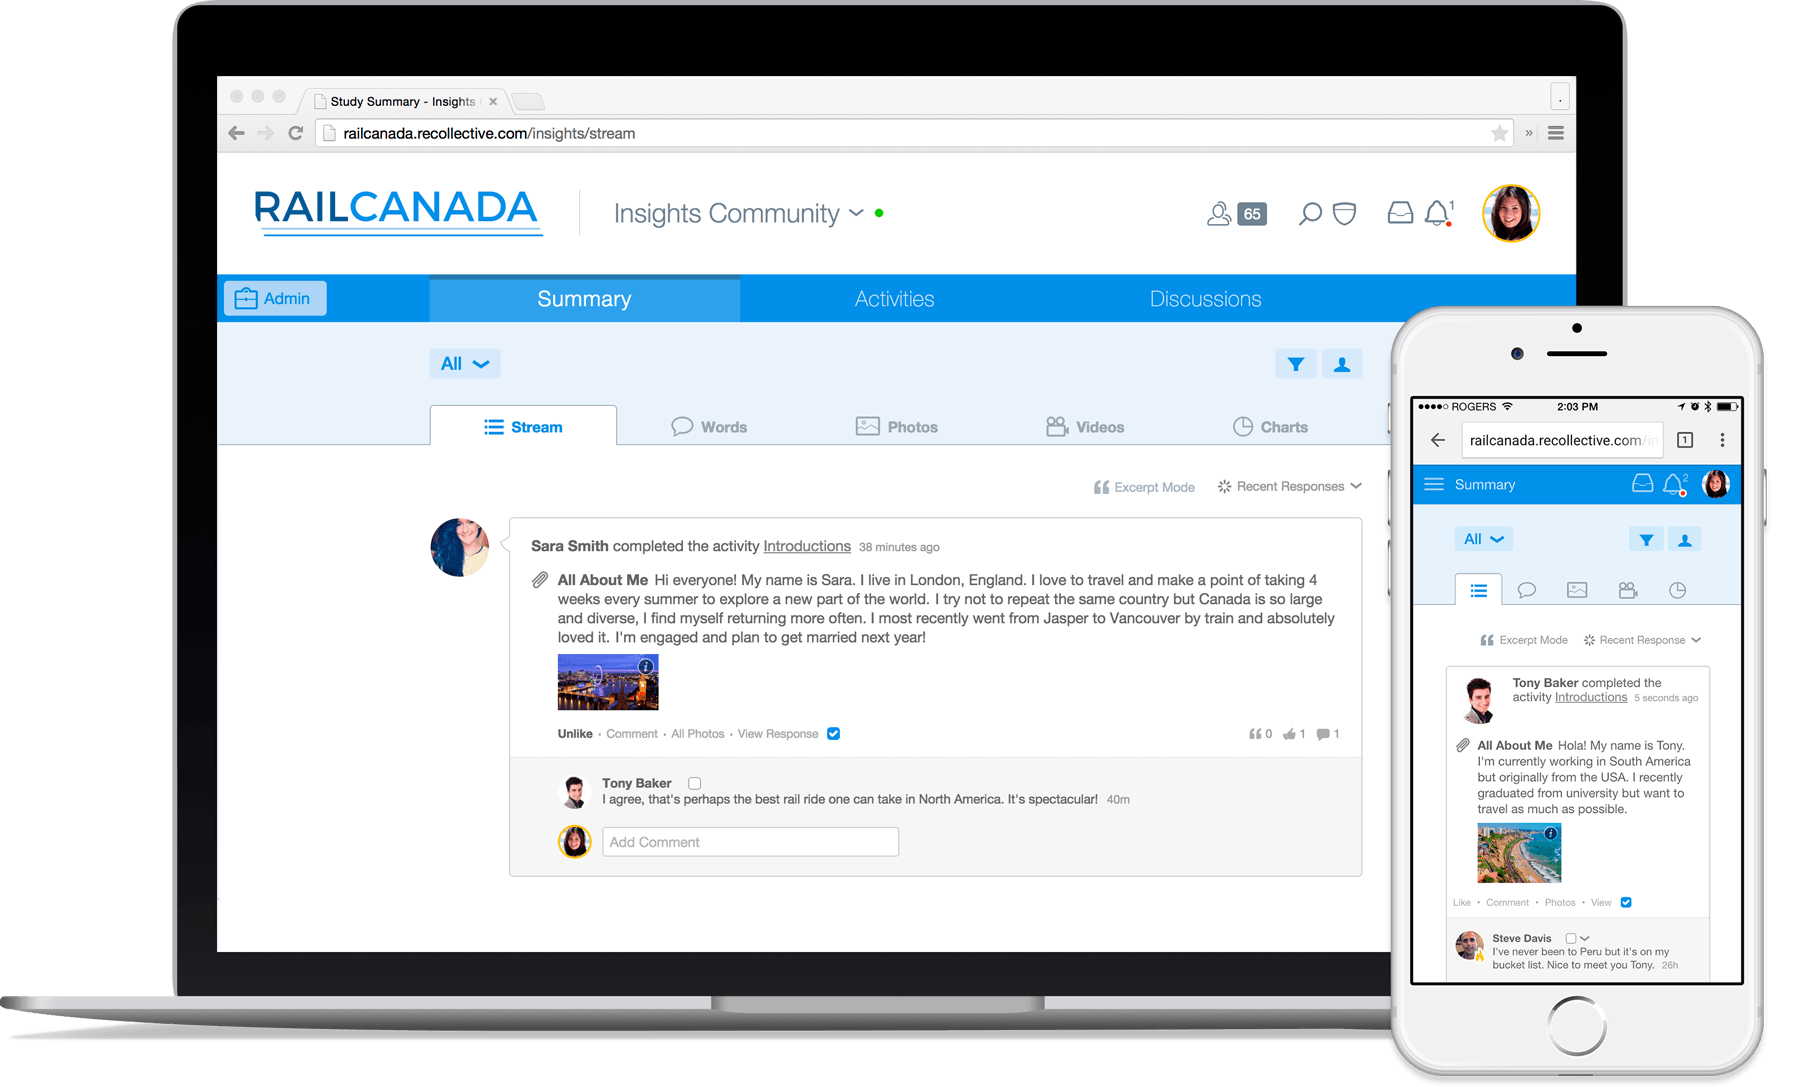 Study Summary - Insights
railcanada.recollective.com/insights/stream
RAILCANADA
Insights Community
65
1
Admin
Summary
Activities
Discussions
All
Stream
Words
Photos
Videos
Charts
Excerpt Mode
Recent Responses
Sara Smith completed the activity Introductions 38 minutes ago
All About Me Hi everyone! My name is Sara. I live in London, England. I love to travel and make a point of taking 4
weeks every summer to explore a new part of the world. I try not to repeat the same country but Canada is so large
and diverse, I find myself returning more often. I most recently went from Jasper to Vancouver by train and absolutely
loved it. I'm engaged and plan to get married next year!
Unlike · Comment · All Photos · View Response
0 1 1
Tony Baker
I agree, that's perhaps the best rail ride one can take in North America. It's spectacular! 40m
Add Comment
ROGERS 2:03 PM
railcanada.recollective.com/in
1
Summary
2
All
Excerpt Mode
Recent Response
Tony Baker completed the
activity Introductions 5 seconds ago
All About Me Hola! My name is Tony.
I'm currently working in South America
but originally from the USA. I recently
graduated from university but want to
travel as much as possible.
Like · Comment · Photos · View
Steve Davis
I've never been to Peru but it's on my
bucket list. Nice to meet you Tony. 26h